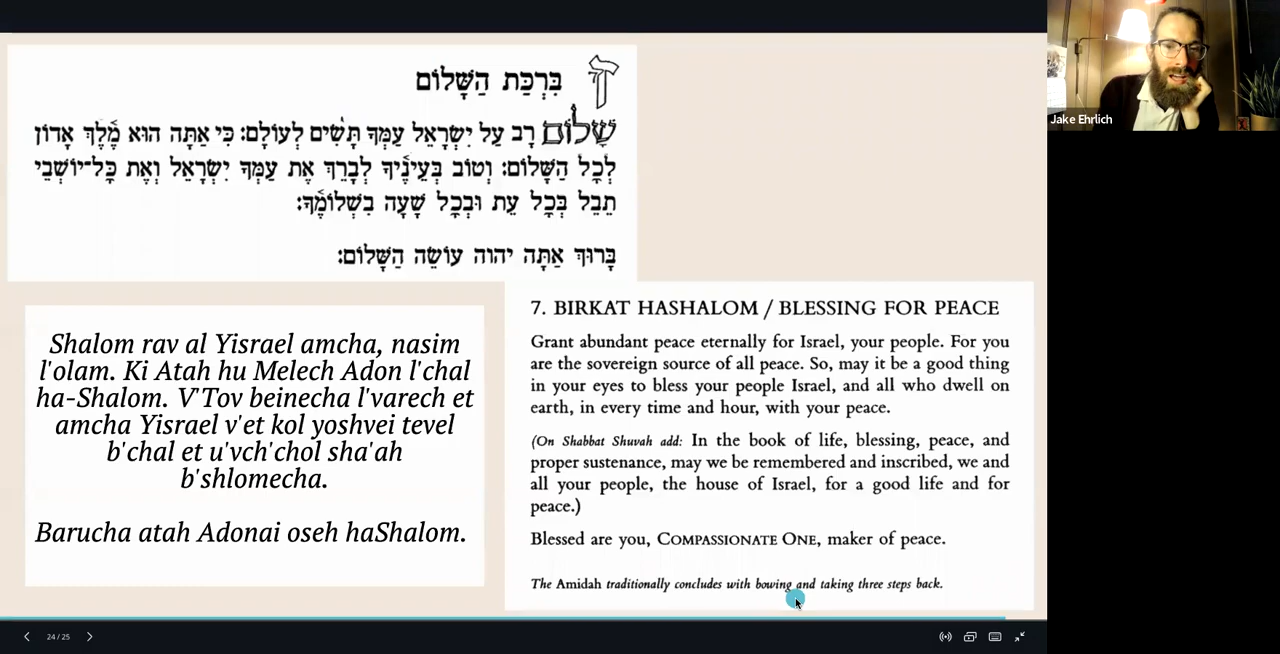 ז בִּרְכַּת הַשָּׁלוֹם
שָׁלוֹם רָב עַל יִשְׂרָאֵל עַמְּךָ תָּשִׂים לְעוֹלָם: כִּי אַתָּה הוּא מֶלֶךְ אָדוֹן
לְכָל הַשָּׁלוֹם: וְטוֹב בְּעֵינֶיךָ לְבָרֵךְ אֶת עַמְּךָ יִשְׂרָאֵל וְאֶת כָּל־יוֹשְׁבֵי
תֵבֵל בְּכָל עֵת וּבְכָל שָׁעָה בִּשְׁלוֹמֶךָ:
בָּרוּךְ אַתָּה יהוה עוֹשֵׂה הַשָּׁלוֹם:
Shalom rav al Yisrael amcha, nasim
l'olam. Ki Atah hu Melech Adon l'chal
ha-Shalom. V'Tov beinecha l'varech et
amcha Yisrael v'et kol yoshvei tevel
b'chal et u'vch'chol sha'ah
b'shlomecha.
Barucha atah Adonai oseh haShalom.
7. BIRKAT HASHALOM / BLESSING FOR PEACE
Grant abundant peace eternally for Israel, your people. For you
are the sovereign source of all peace. So, may it be a good thing
in your eyes to bless your people Israel, and all who dwell on
earth, in every time and hour, with your peace.
(On Shabbat Shuvah add: In the book of life, blessing, peace, and
proper sustenance, may we be remembered and inscribed, we and
all your people, the house of Israel, for a good life and for
peace.)
Blessed are you, COMPASSIONATE ONE, maker of peace.
The Amidah traditionally concludes with bowing and taking three steps back.
Jake Ehrlich
24 / 25